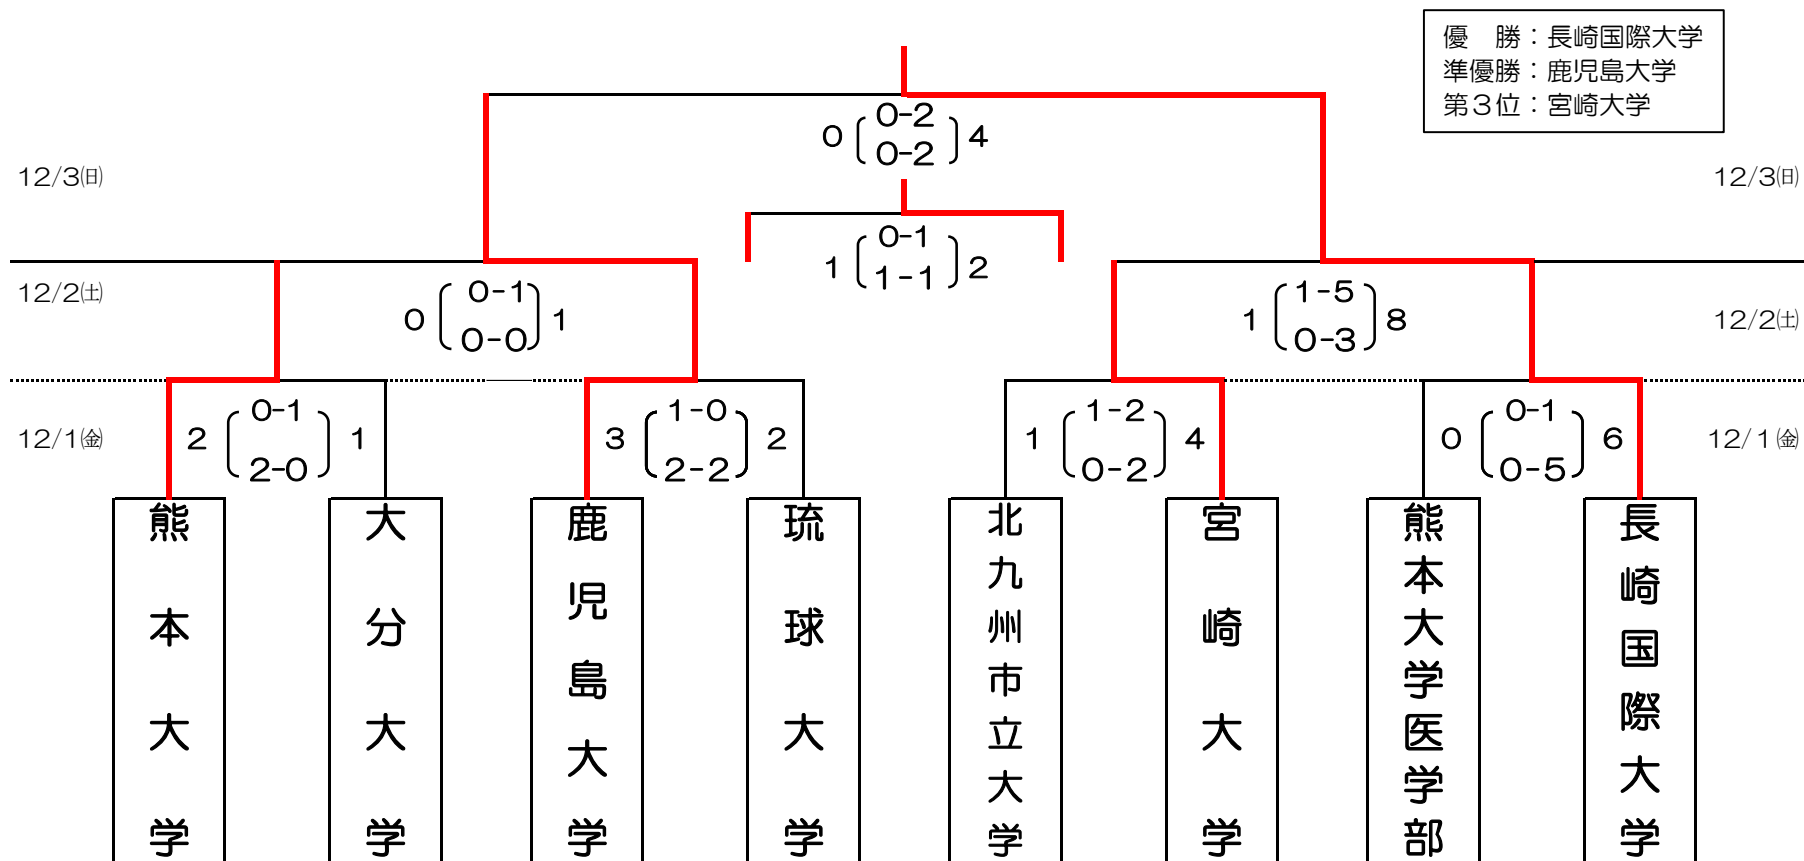 優　勝：長崎国際大学
準優勝：鹿児島大学
第３位：宮崎大学
0-2
0 4
0-2
12/3㈰ 12/3㈰
0-1
1 2
1-1
12/2㈯ 12/2㈯
0-1 1-5
0 1 1 8
0-0 0-3
0-1 1-0 1-2 0-1
12/1㈮ 2 1 3 2 1 4 0 6 12/1㈮
2-0 2-2 0-2 0-5
熊本大学
大分大学
鹿児島大学
琉球大学
北九州市立大学
宮崎大学
熊本大学医学部
長崎国際大学